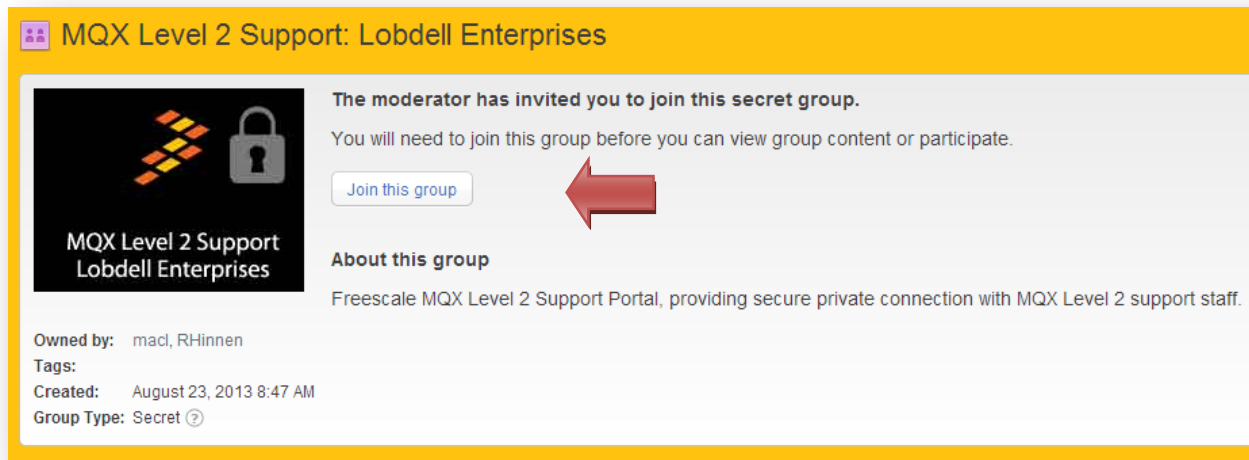 MQX Level 2 Support: Lobdell Enterprises
The moderator has invited you to join this secret group.
You will need to join this group before you can view group content or participate.
Join this group
MQX Level 2 Support
Lobdell Enterprises
About this group
Freescale MQX Level 2 Support Portal, providing secure private connection with MQX Level 2 support staff.
Owned by: macl, RHinnen
Tags:
Created: August 23, 2013 8:47 AM
Group Type: Secret ?